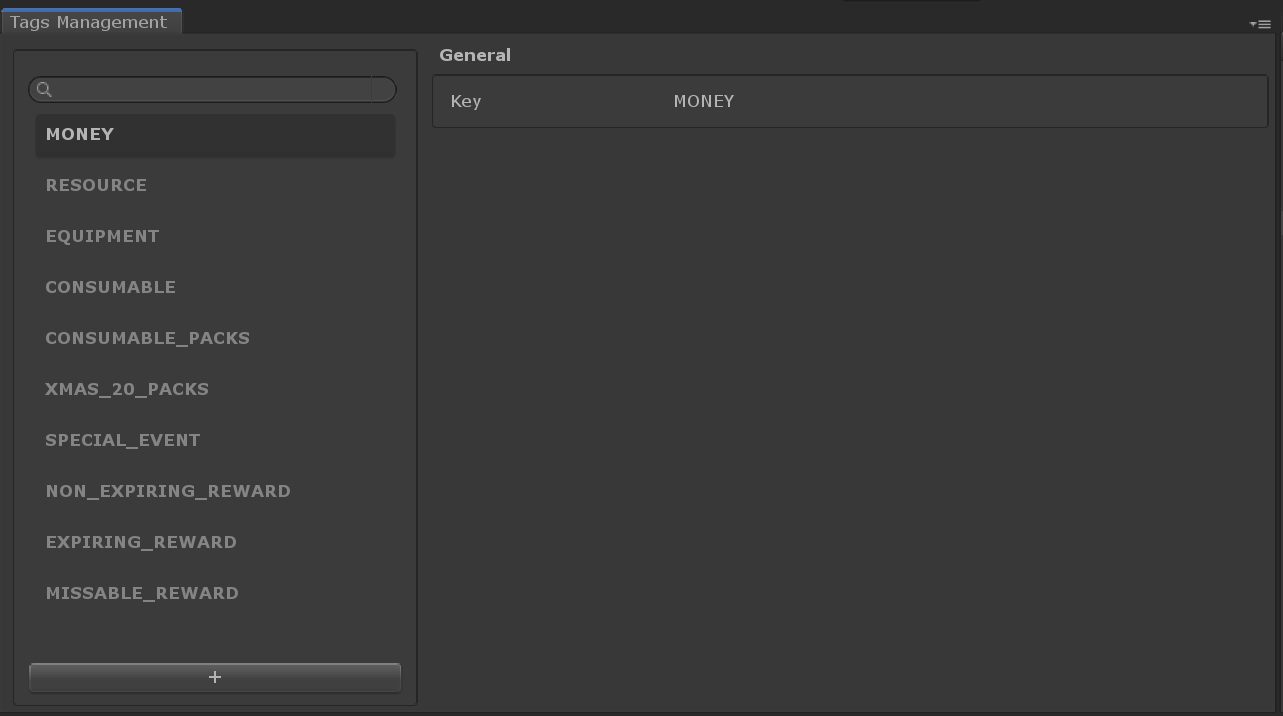 Tags Management
General
Key MONEY
MONEY
RESOURCE
EQUIPMENT
CONSUMABLE
CONSUMABLE_PACKS
XMAS_20_PACKS
SPECIAL_EVENT
NON_EXPIRING_REWARD
EXPIRING_REWARD
MISSABLE_REWARD
+